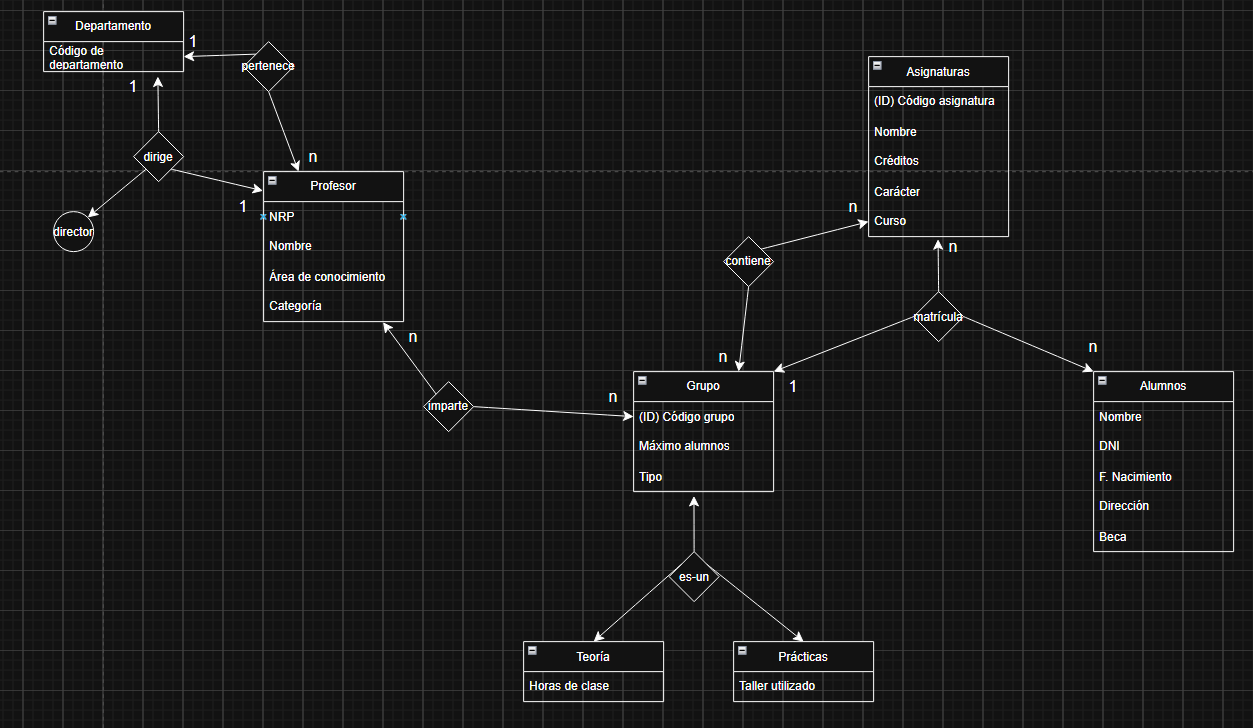 Departamento
Código de
departamento
1
pertenece
1
n
dirige
director
1
Profesor
NRP
Nombre
Área de conocimiento
Categoría
n
imparte
n
Asignaturas
(ID) Código asignatura
Nombre
Créditos
Carácter
Curso
n
n
contiene
n
matrícula
1
n
Grupo
(ID) Código grupo
Máximo alumnos
Tipo
Alumnos
Nombre
DNI
F. Nacimiento
Dirección
Beca
es-un
Teoría
Horas de clase
Prácticas
Taller utilizado